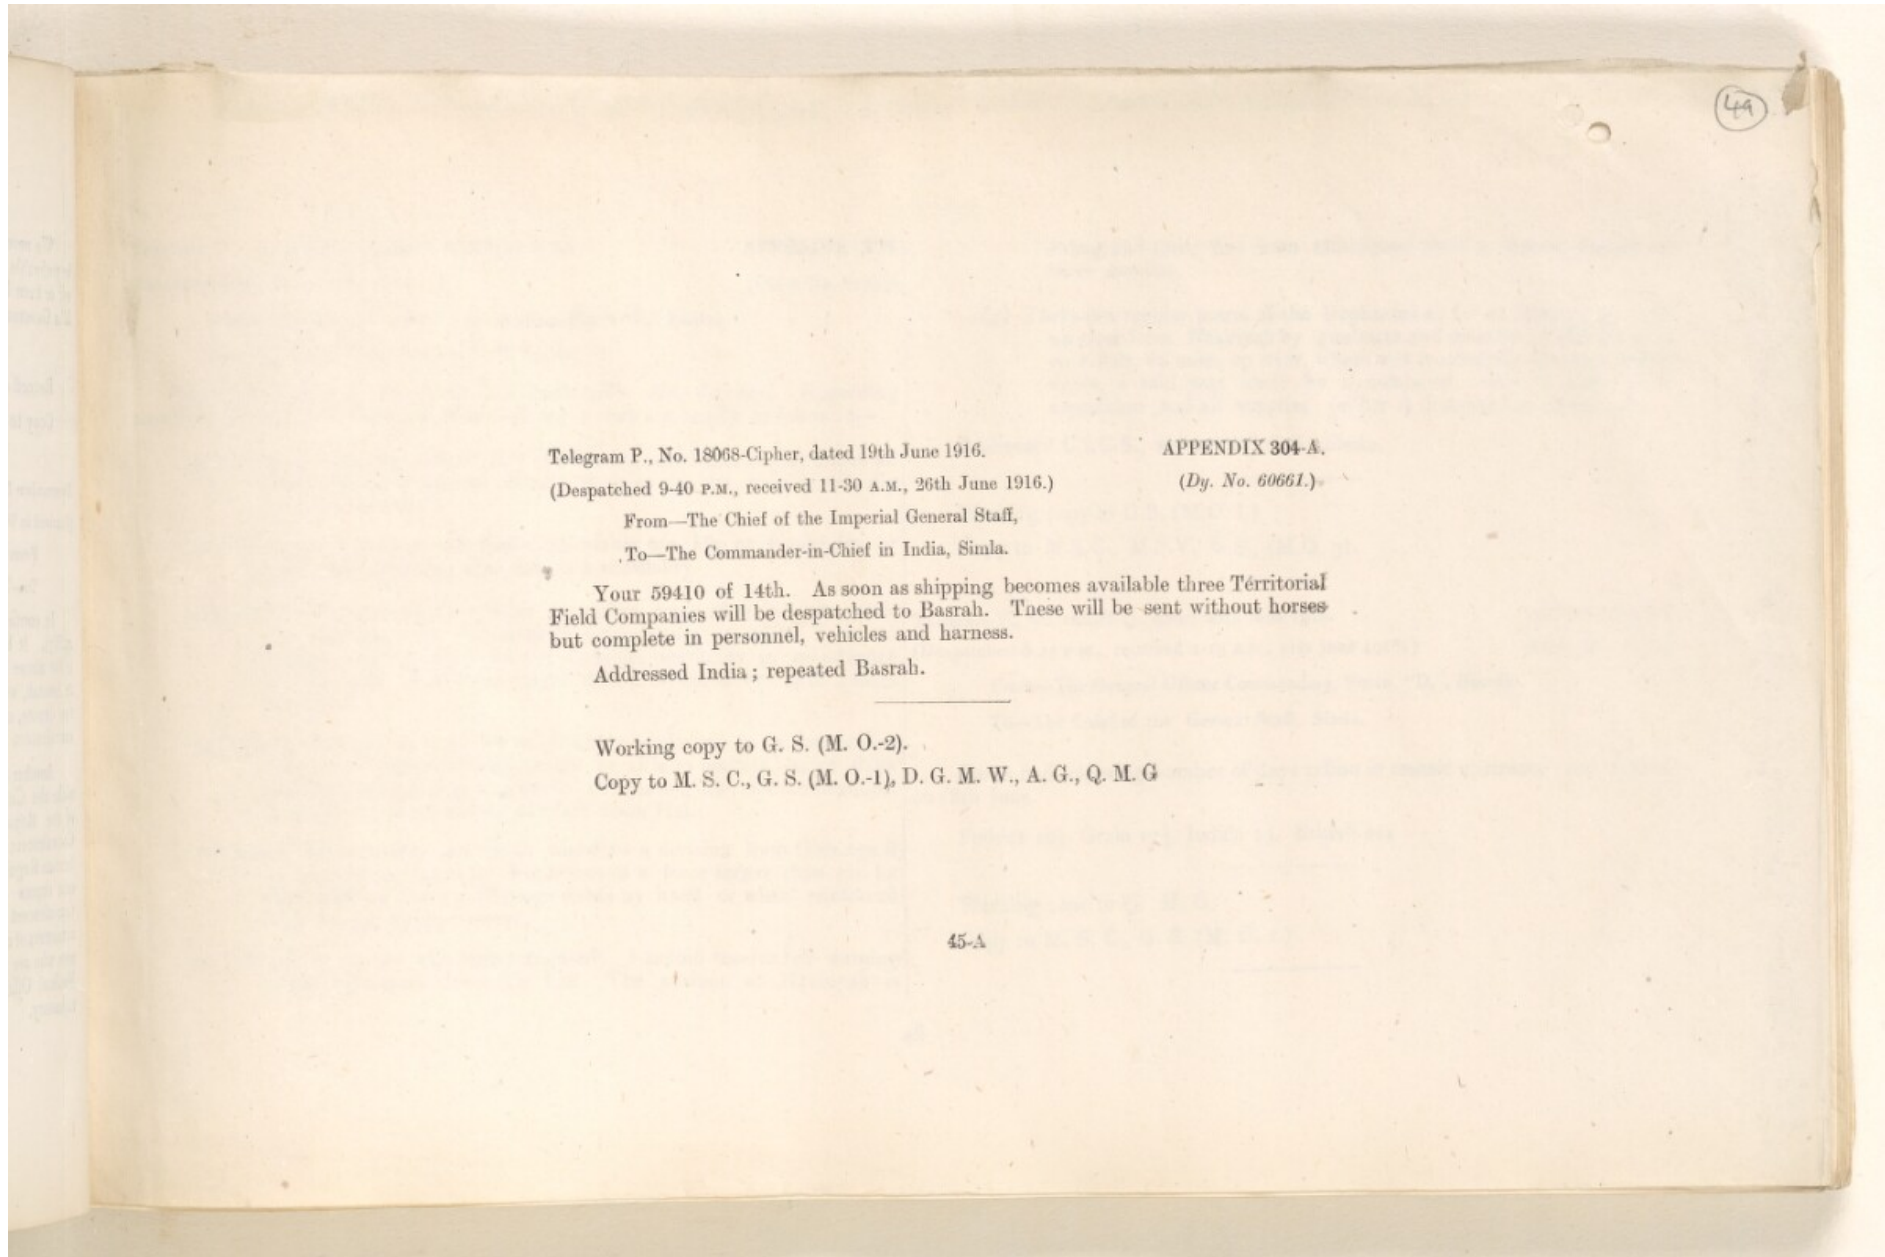 49
Telegram P., No. 18068-Cipher, dated 19th June 1916. APPENDIX 304-A.
(Despatched 9-40 P.M., received 11-30 A.M., 26th June 1916.) (Dy. No. 60661.)
From—The Chief of the Imperial General Staff,
To—The Commander-in-Chief in India, Simla.
Your 59410 of 14th. As soon as shipping becomes available three Territorial
Field Companies will be despatched to Basrah. Tnese will be sent without horses
but complete in personnel, vehicles and harness.
Addressed India; repeated Basrah.
Working copy to G. S. (M. O.-2).
Copy to M. S. C., G. S. (M. O.-1), D. G. M. W., A. G., Q. M. G
45-A